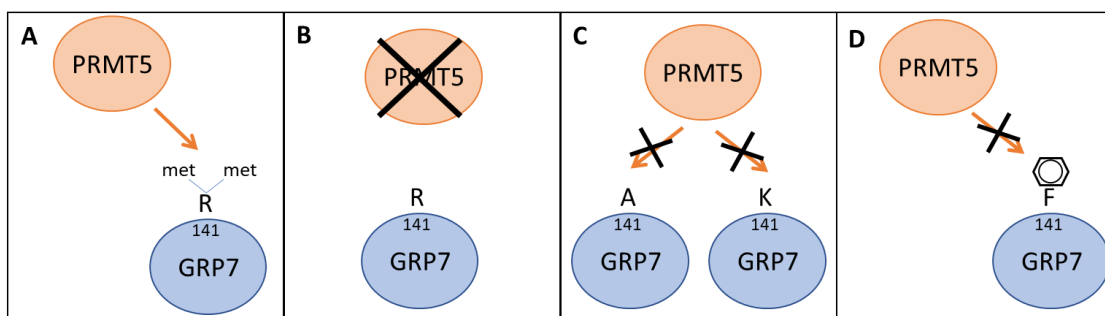 A
PRMT5
met met
R
141
GRP7
B
PRMT5
R
141
GRP7
C
PRMT5
A K
141 141
GRP7 GRP7
D
PRMT5
F
141
GRP7